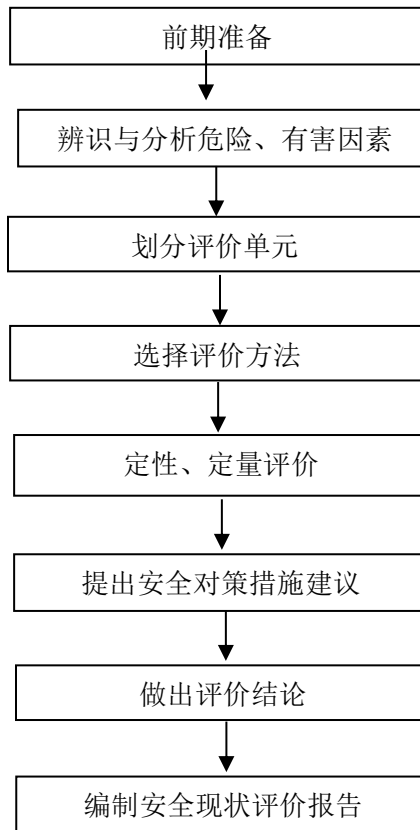 前期准备
辨识与分析危险、有害因素
划分评价单元
选择评价方法
定性、定量评价
提出安全对策措施建议
做出评价结论
编制安全现状评价报告